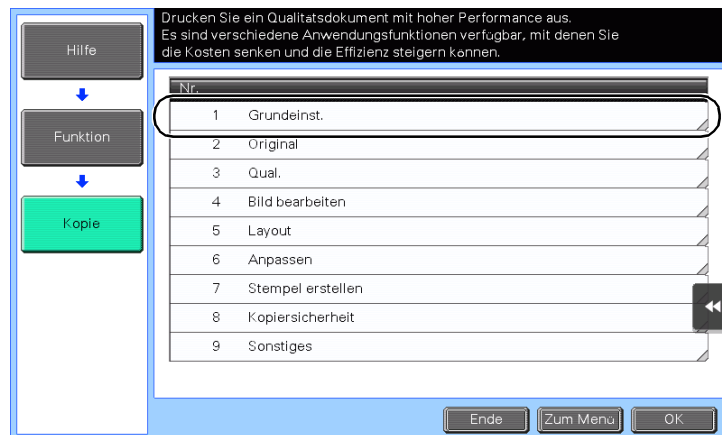 Drucken Sie ein Qualitätsdokument mit hoher Performance aus.
Es sind verschiedene Anwendungsfunktionen verfügbar, mit denen Sie
die Kosten senken und die Effizienz steigern können.
Hilfe
Funktion
Kopie
Nr.
1 Grundeinst.
2 Original
3 Qual.
4 Bild bearbeiten
5 Layout
6 Anpassen
7 Stempel erstellen
8 Kopiersicherheit
9 Sonstiges
Ende Zum Menü OK